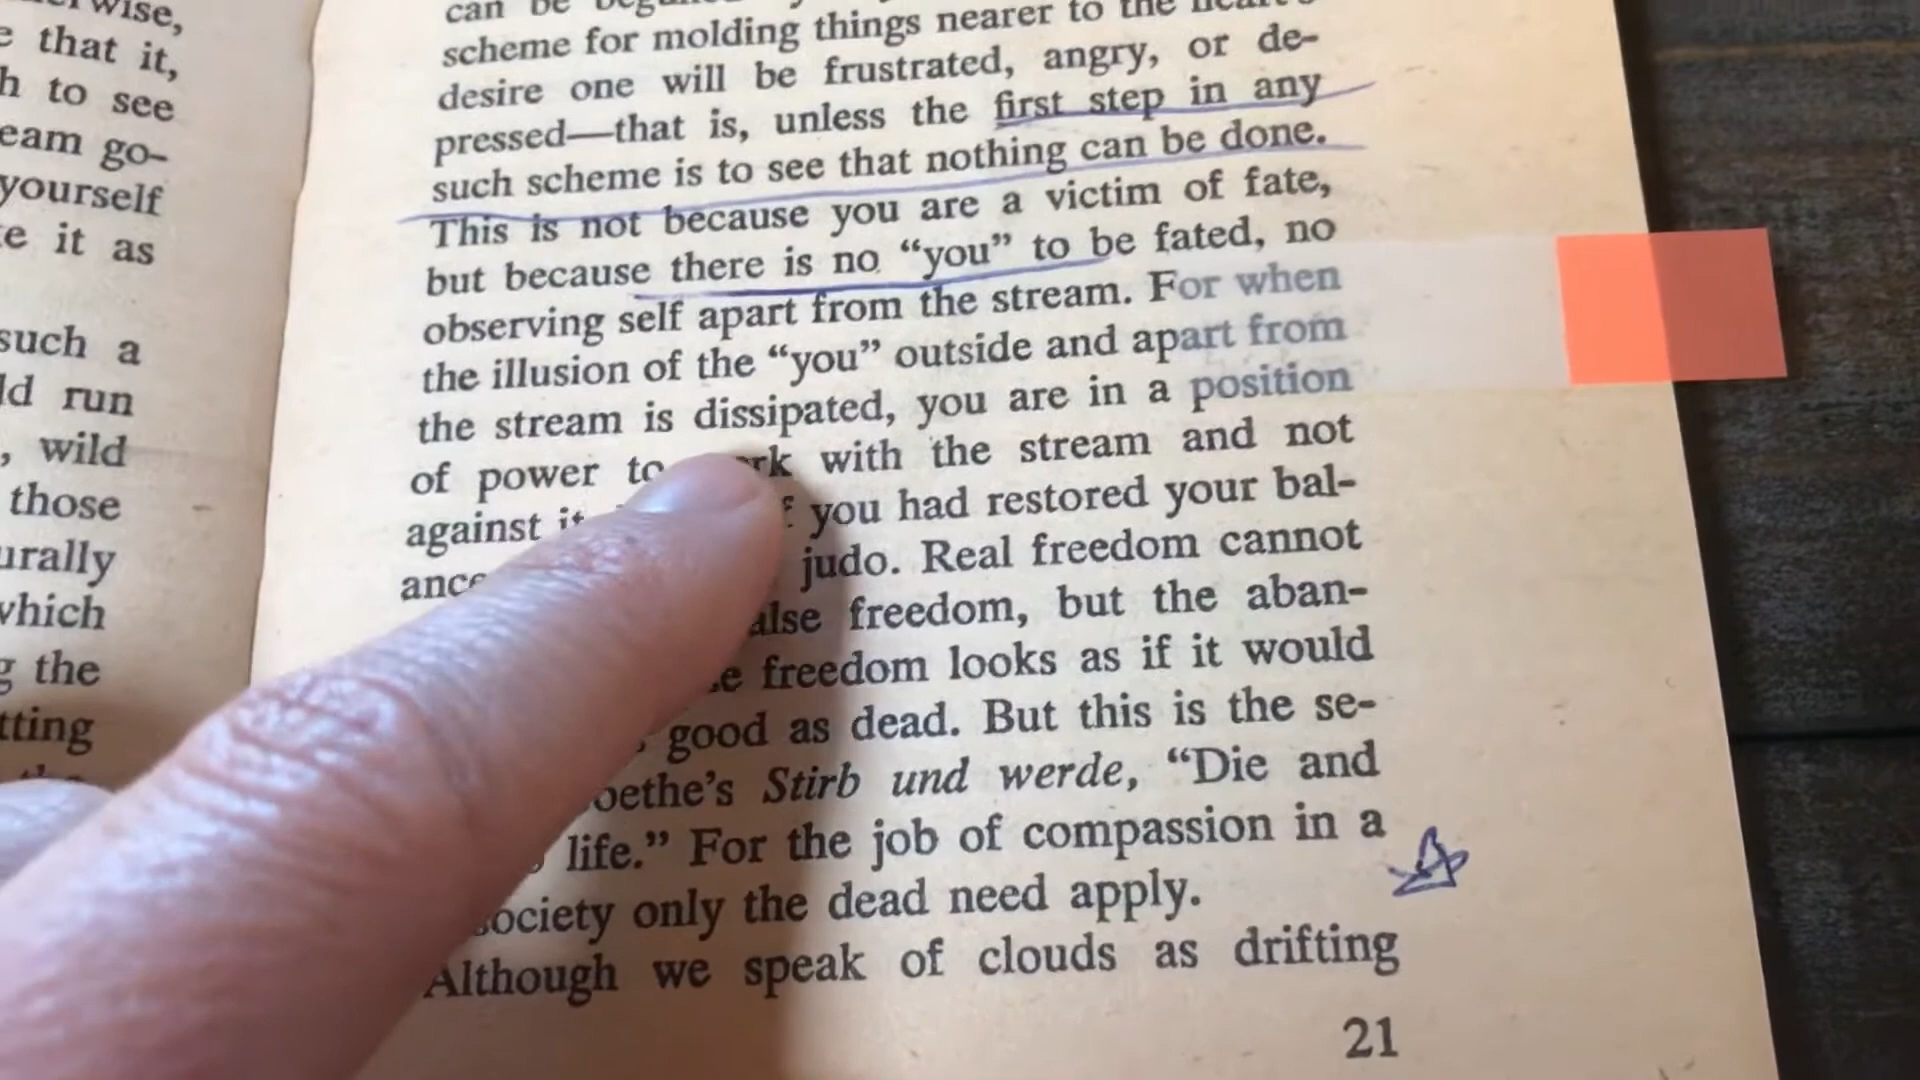 wise,
that it,
h to see
eam go-
yourself
e it as
such a
ld run
, wild
those
urally
which
g the
tting
can be
scheme for molding things nearer to the heart's
desire one will be frustrated, angry, or de-
pressed—that is, unless the first step in any
such scheme is to see that nothing can be done.
This is not because you are a victim of fate,
but because there is no “you” to be fated, no
observing self apart from the stream. For when
the illusion of the “you” outside and apart from
the stream is dissipated, you are in a position
of power to with the stream and not
against it you had restored your bal-
judo. Real freedom cannot
freedom, but the aban-
freedom looks as if it would
good as dead. But this is the se-
oethe's Stirb und werde, “Die and
life.” For the job of compassion in a
society only the dead need apply.
Although we speak of clouds as drifting
21